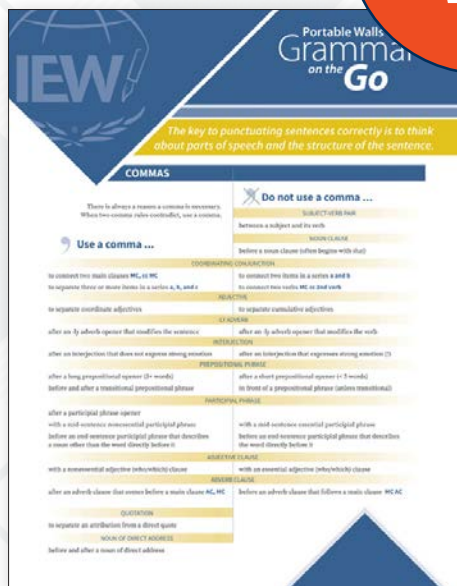 IEW
Portable Walls
Grammar
on the
Go
The key to punctuating sentences correctly is to think
about parts of speech and the structure of the sentence.
COMMAS
There is always a reason a comma is necessary.
When two comma rules contradict, use a comma.
Use a comma ...
Do not use a comma ...
SUBJECT-VERB PAIR
between a subject and its verb
NOUN CLAUSE
before a noun clause (often begins with that)
COORDINATING CONJUNCTION
to connect two main clauses MC, cc MC
to connect two items in a series a and b
to separate three or more items in a series a, b, and c
to connect two verbs MC cc 2nd verb
ADJECTIVE
to separate coordinate adjectives
to separate cumulative adjectives
-LY ADVERB
after an -ly adverb opener that modifies the sentence
after an -ly adverb opener that modifies the verb
INTERJECTION
after an interjection that does not express strong emotion
after an interjection that expresses strong emotion (!)
PREPOSITIONAL PHRASE
after a long prepositional opener (5+ words)
after a short prepositional opener (< 5 words)
before and after a transitional prepositional phrase
in front of a prepositional phrase (unless transitional)
PARTICIPIAL PHRASE
after a participial phrase opener
with a mid-sentence nonessential participial phrase
with a mid-sentence essential participial phrase
before an end-sentence participial phrase that describes
a noun other than the word directly before it
before an end-sentence participial phrase that describes
the word directly before it
ADJECTIVE CLAUSE
with a nonessential adjective (who/which) clause
with an essential adjective (who/which) clause
ADVERB CLAUSE
after an adverb clause that comes before a main clause AC, MC
before an adverb clause that follows a main clause MC AC
QUOTATION
to separate an attribution from a direct quote
NOUN OF DIRECT ADDRESS
before and after a noun of direct address